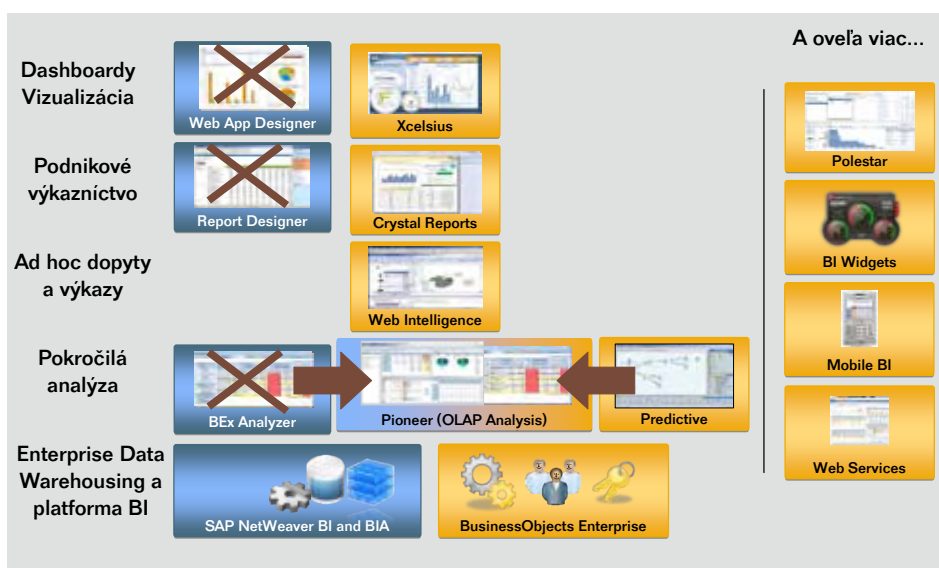 A oveľa viac...
Dashboardy
Vizualizácia
Web App Designer
Xcelsius
Polestar
Podnikové
výkazníctvo
Report Designer
Crystal Reports
BI Widgets
Ad hoc dopyty
a výkazy
Web Intelligence
Mobile BI
Pokročilá
analýza
BEx Analyzer
Pioneer (OLAP Analysis)
Predictive
Web Services
Enterprise Data
Warehousing a
platforma BI
SAP NetWeaver BI and BIA
BusinessObjects Enterprise